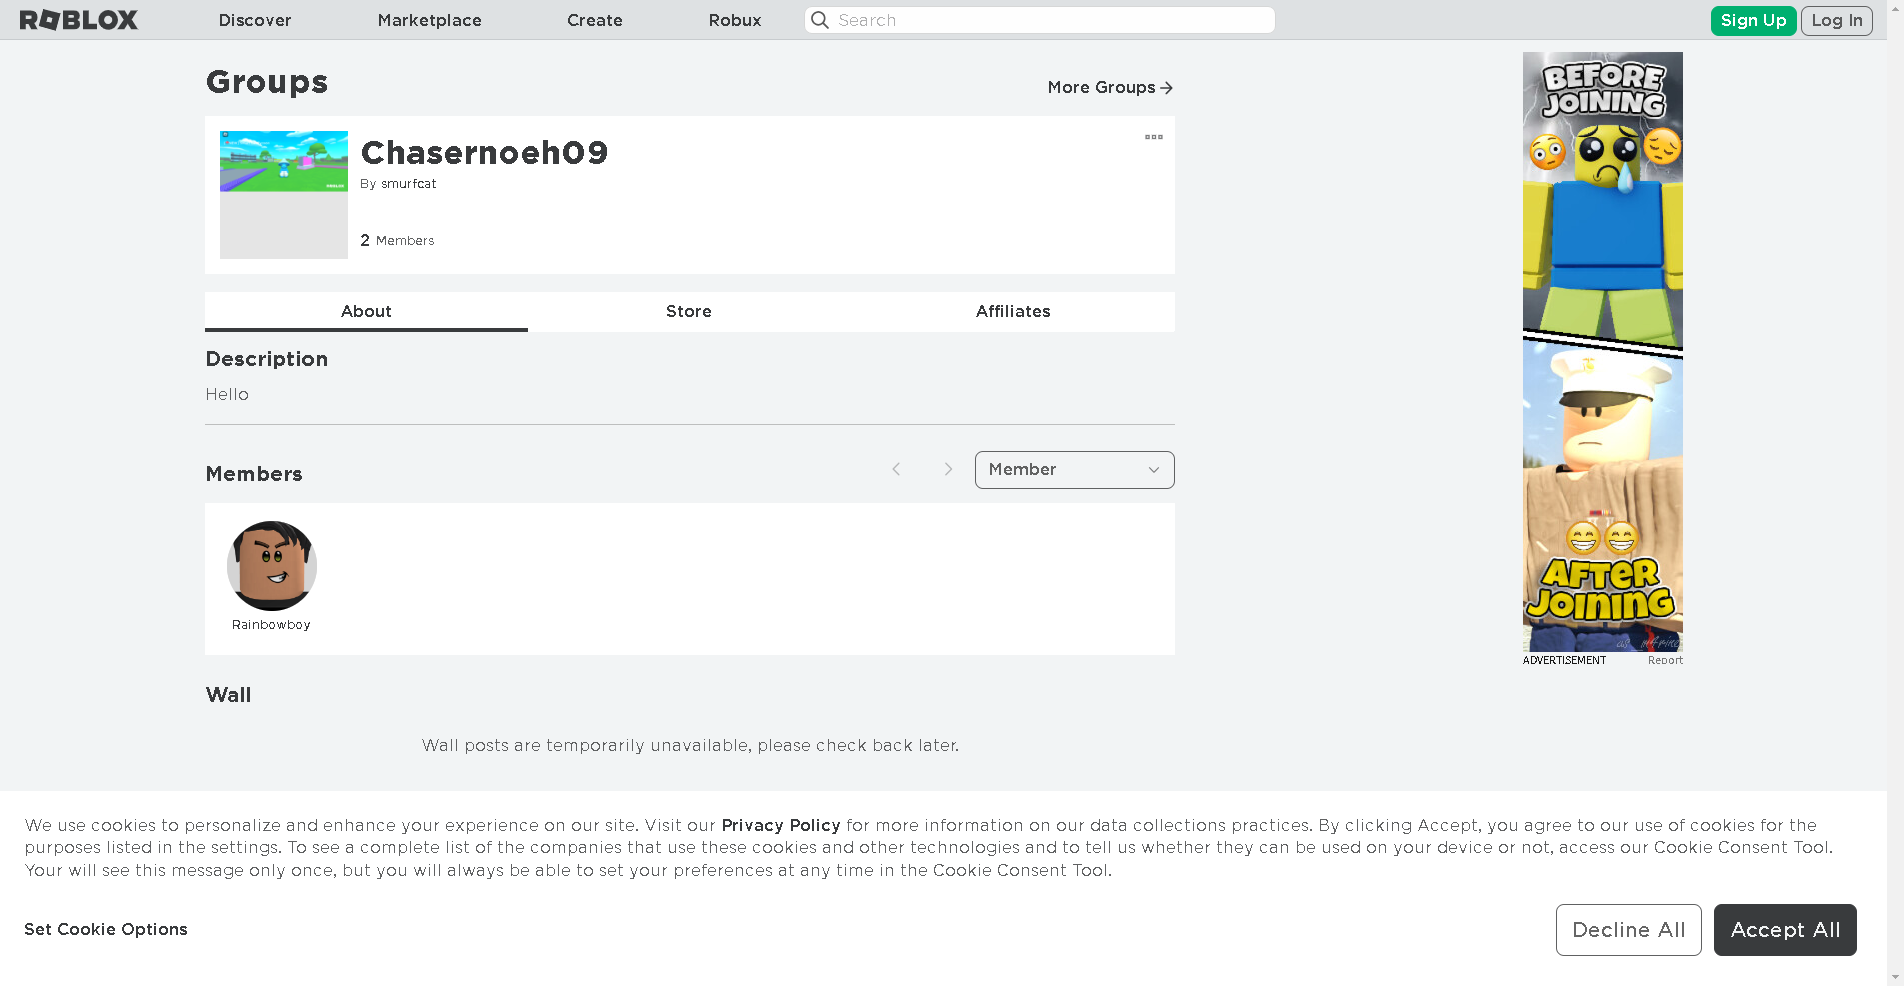 ROBLOX
Discover
Marketplace
Create
Robux
Search
Sign Up
Log In
Groups
More Groups
Chasernoeh09
By smurfcat
2 Members
About
Store
Affiliates
Description
Hello
Members
Member
Rainbowboy
Wall
Wall posts are temporarily unavailable, please check back later.
BEFORE
JOINING
AFTER
JOINING
ADVERTISEMENT
Report
We use cookies to personalize and enhance your experience on our site. Visit our Privacy Policy for more information on our data collections practices. By clicking Accept, you agree to our use of cookies for the
purposes listed in the settings. To see a complete list of the companies that use these cookies and other technologies and to tell us whether they can be used on your device or not, access our Cookie Consent Tool.
Your will see this message only once, but you will always be able to set your preferences at any time in the Cookie Consent Tool.
Set Cookie Options
Decline All
Accept All